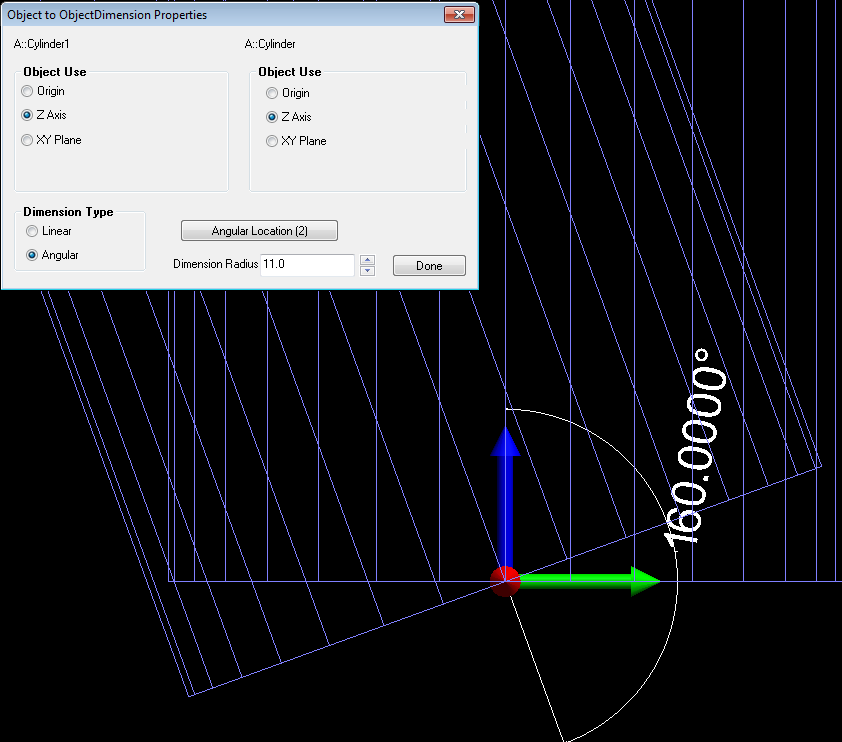 Object to ObjectDimension Properties
A::Cylinder1
A::Cylinder
Object Use
Origin
Z Axis
XY Plane
Object Use
Origin
Z Axis
XY Plane
Dimension Type
Linear
Angular
Angular Location (2)
Dimension Radius 11.0
Done
160.0000°